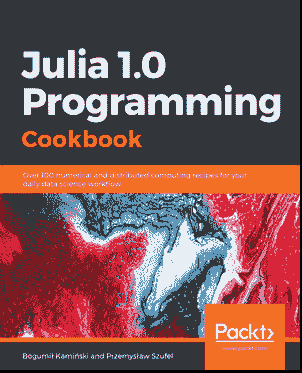 Julia 1.0
Programming
Cookbook
Over 100 numerical and distributed computing recipes for your
daily data science workflow
Packt>
Bogumił Kamiński and Przemysław Szufel